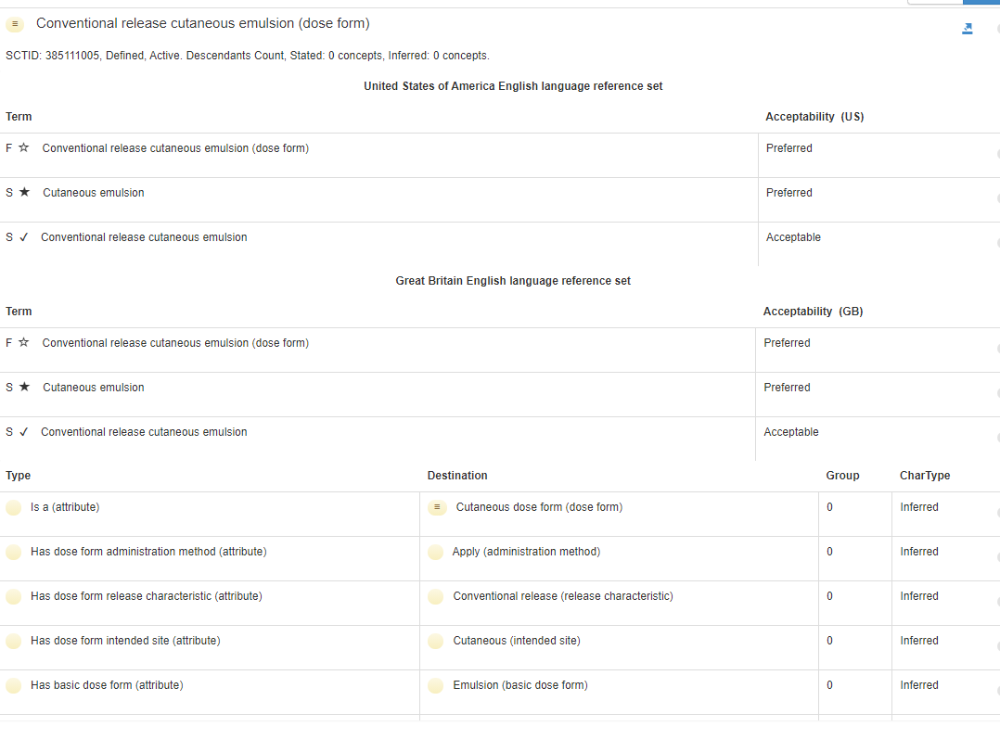 Conventional release cutaneous emulsion (dose form)
SCTID: 385111005, Defined, Active. Descendants Count, Stated: 0 concepts, Inferred: 0 concepts.
United States of America English language reference set
Term Acceptability (US)
F ☆ Conventional release cutaneous emulsion (dose form) Preferred
S ★ Cutaneous emulsion Preferred
S ✓ Conventional release cutaneous emulsion Acceptable
Great Britain English language reference set
Term Acceptability (GB)
F ☆ Conventional release cutaneous emulsion (dose form) Preferred
S ★ Cutaneous emulsion Preferred
S ✓ Conventional release cutaneous emulsion Acceptable
Type Destination Group CharType
Is a (attribute) ≡ Cutaneous dose form (dose form) 0 Inferred
Has dose form administration method (attribute) Apply (administration method) 0 Inferred
Has dose form release characteristic (attribute) Conventional release (release characteristic) 0 Inferred
Has dose form intended site (attribute) Cutaneous (intended site) 0 Inferred
Has basic dose form (attribute) Emulsion (basic dose form) 0 Inferred